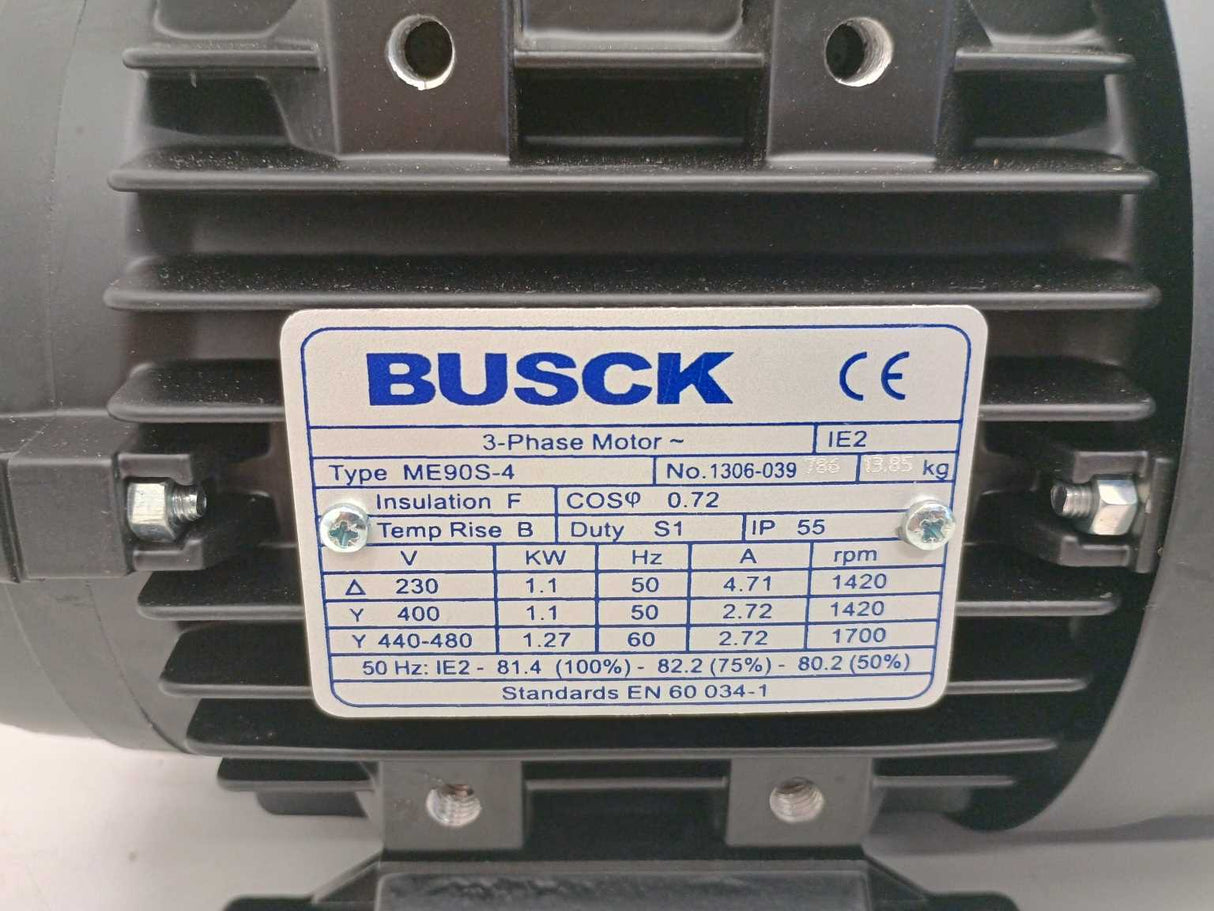 BUSCK CE
3-Phase Motor ~ IE2
Type ME90S-4 No.1306-039 786 13.85 kg
Insulation F COSφ 0.72
Temp Rise B Duty S1 IP 55
V KW Hz A rpm
Δ 230 1.1 50 4.71 1420
Y 400 1.1 50 2.72 1420
Y 440-480 1.27 60 2.72 1700
50 Hz: IE2 - 81.4 (100%) - 82.2 (75%) - 80.2 (50%)
Standards EN 60 034-1